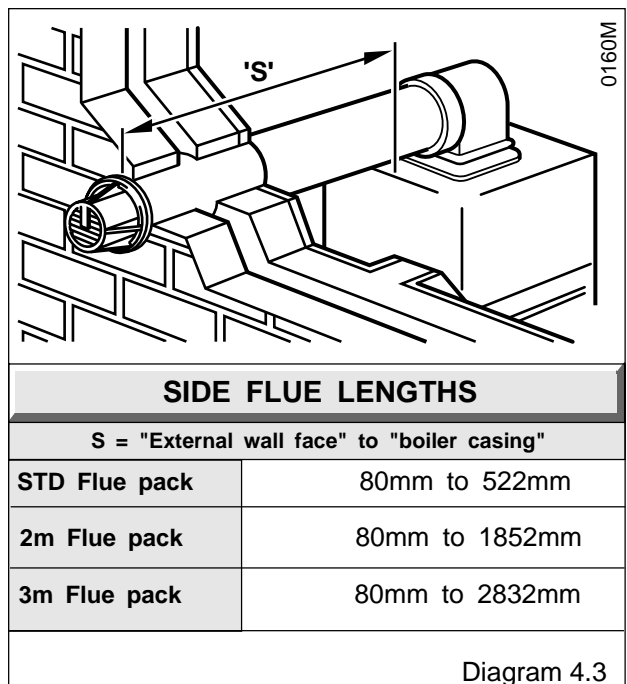 0160M
'S'
SIDE FLUE LENGTHS
S = "External wall face" to "boiler casing"
STD Flue pack 80mm to 522mm
2m Flue pack 80mm to 1852mm
3m Flue pack 80mm to 2832mm
Diagram 4.3